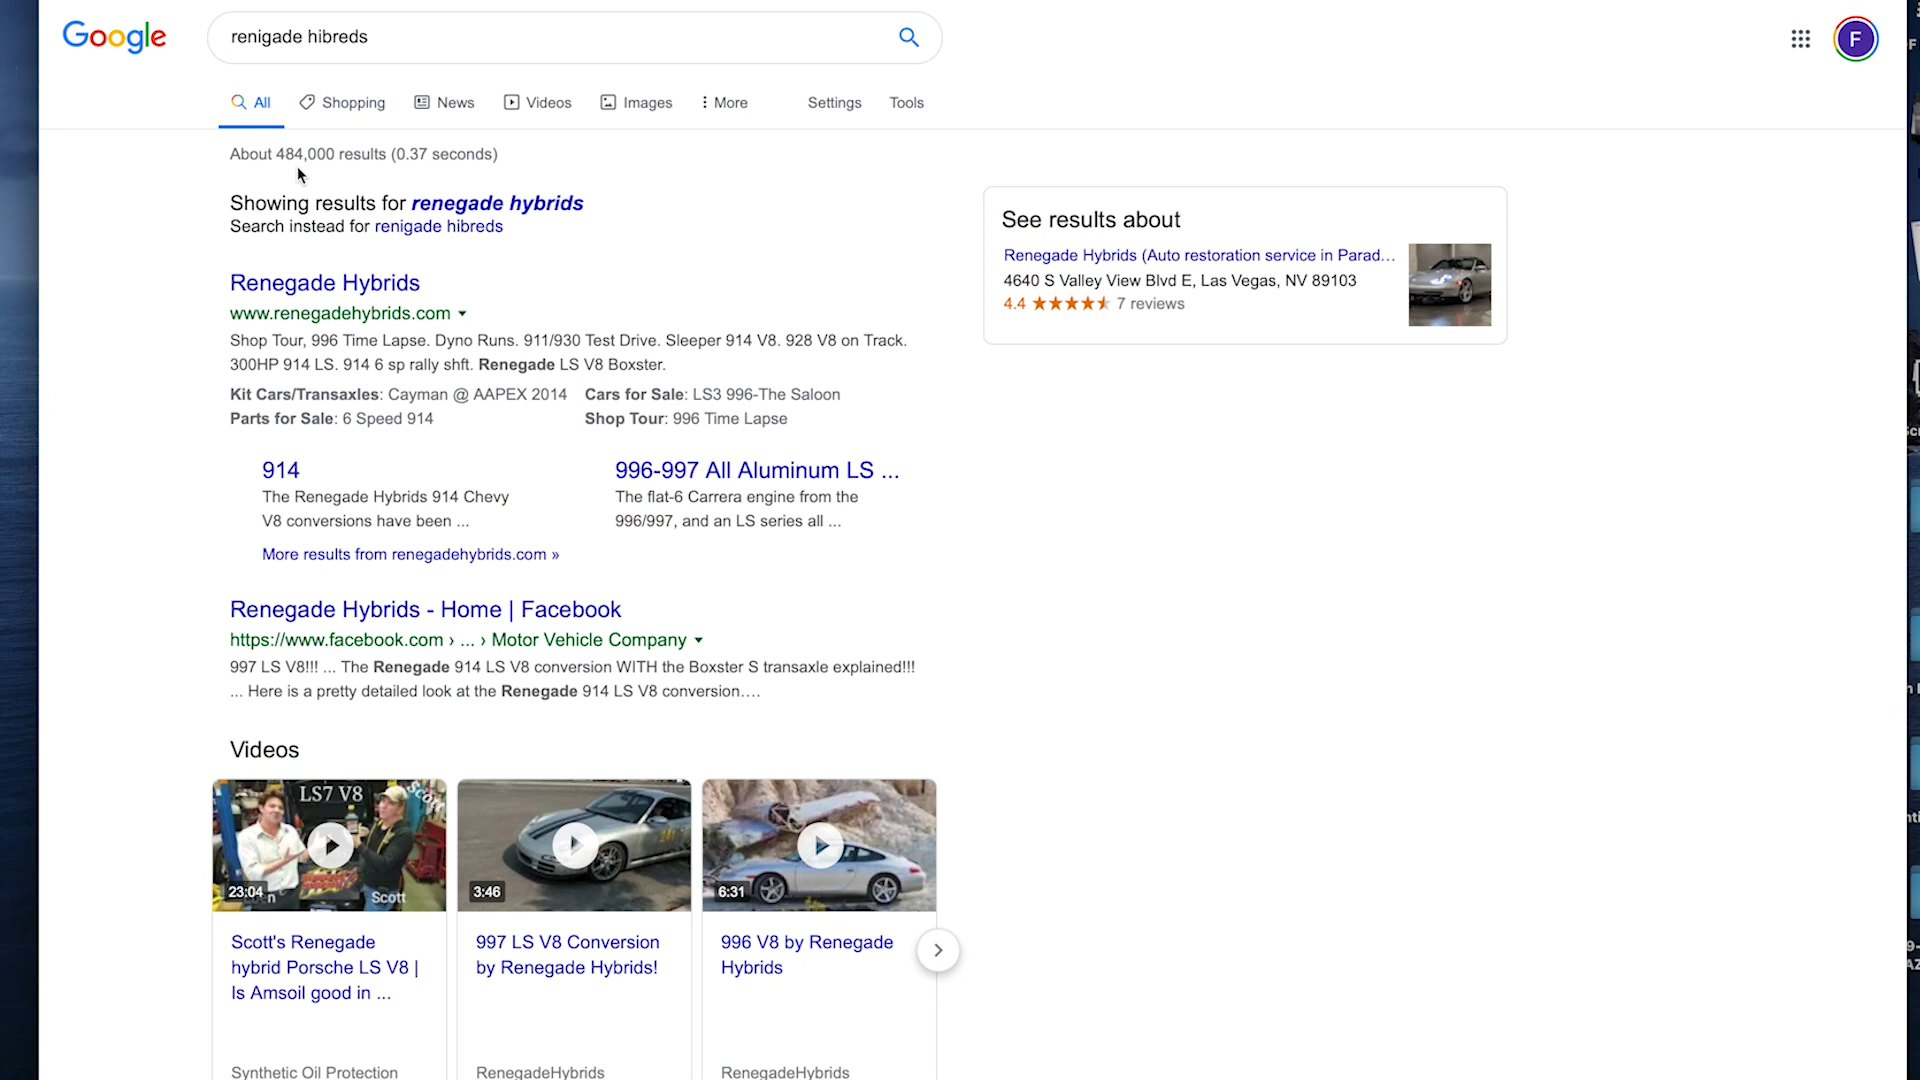 Google
renigade hibreds
F
All
Shopping
News
Videos
Images
More
Settings
Tools
About 484,000 results (0.37 seconds)
Showing results for renegade hybrids
Search instead for renigade hibreds
Renegade Hybrids
www.renegadehybrids.com
Shop Tour, 996 Time Lapse. Dyno Runs. 911/930 Test Drive. Sleeper 914 V8. 928 V8 on Track.
300HP 914 LS. 914 6 sp rally shft. Renegade LS V8 Boxster.
Kit Cars/Transaxles: Cayman @ AAPEX 2014
Cars for Sale: LS3 996-The Saloon
Parts for Sale: 6 Speed 914
Shop Tour: 996 Time Lapse
914
The Renegade Hybrids 914 Chevy
V8 conversions have been ...
996-997 All Aluminum LS ...
The flat-6 Carrera engine from the
996/997, and an LS series all ...
More results from renegadehybrids.com »
Renegade Hybrids - Home | Facebook
https://www.facebook.com › ... › Motor Vehicle Company
997 LS V8!!! ... The Renegade 914 LS V8 conversion WITH the Boxster S transaxle explained!!!
... Here is a pretty detailed look at the Renegade 914 LS V8 conversion....
Videos
LS7 V8
Scott
23:04
Scott
3:46
6:31
Scott's Renegade
hybrid Porsche LS V8 |
Is Amsoil good in ...
Synthetic Oil Protection
997 LS V8 Conversion
by Renegade Hybrids!
RenegadeHybrids
996 V8 by Renegade
Hybrids
RenegadeHybrids
See results about
Renegade Hybrids (Auto restoration service in Parad...
4640 S Valley View Blvd E, Las Vegas, NV 89103
4.4
7 reviews